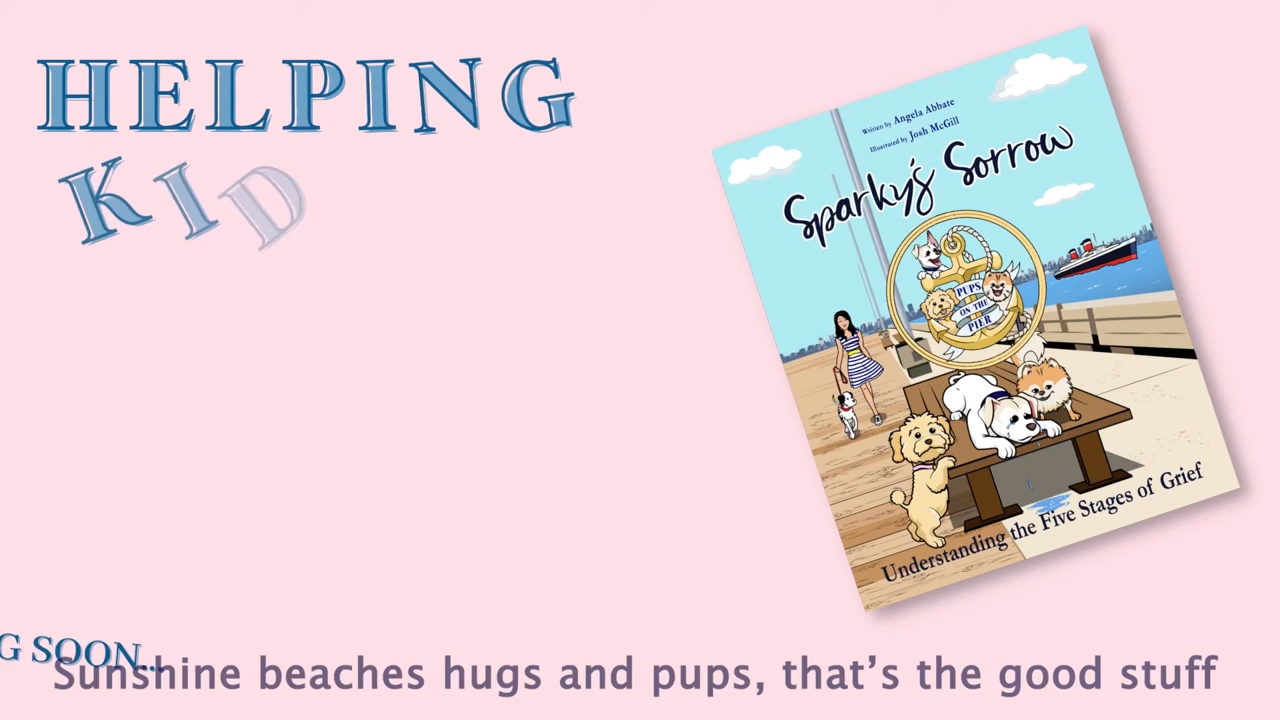 HELPING
KID
Written by Angela Abbate
Illustrated by Josh McGill
Sparky's Sorrow
PUPS
ON THE
PIER
Understanding the Five Stages of Grief
G SOON...
Sunshine beaches hugs and pups, that's the good stuff